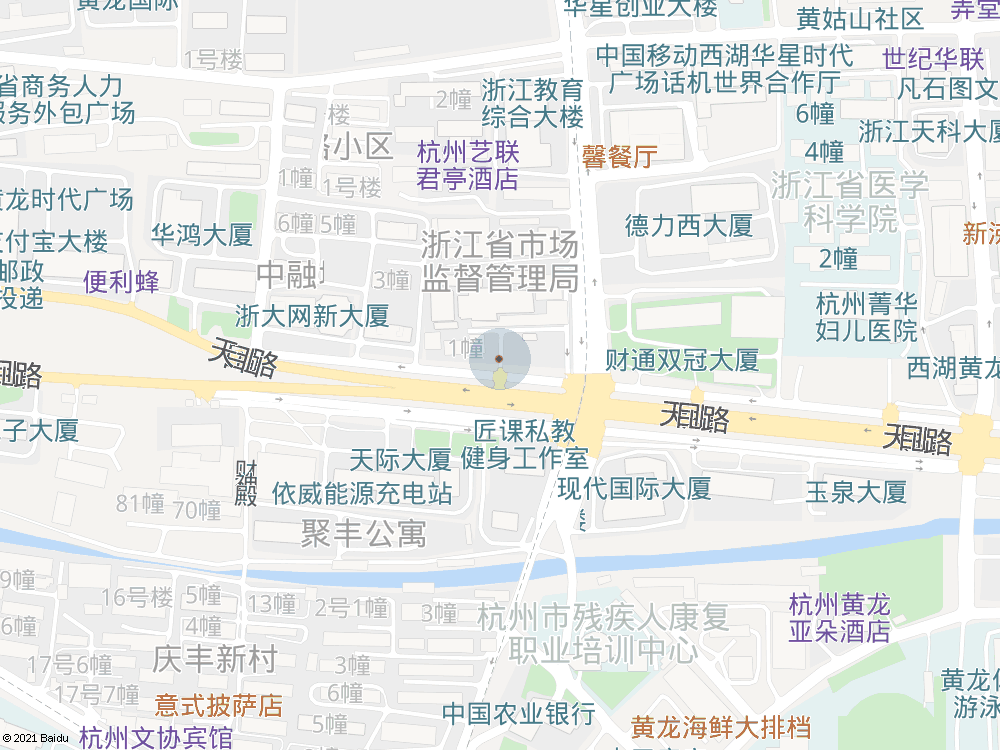 黄龙国际
华星创业大楼
黄姑山社区
弄堂
1号楼
中国移动西湖华星时代
广场话机世界合作厅
世纪华联
省商务人力
服务外包广场
2幢
浙江教育
综合大楼
凡石图文
6幢
楼
路小区
杭州艺联
君亭酒店
馨餐厅
4幢
浙江天科大厦
1幢
1号楼
浙江省医学
科学院
黄龙时代广场
6幢
5幢
华鸿大厦
支付宝大楼
浙江省市场
监督管理局
德力西大厦
邮政
投递
便利蜂
中融
3幢
2幢
浙大网新大厦
杭州菁华
妇儿医院
1幢
天目山路
财通双冠大厦
西湖黄龙
天目山路
天目山路
子大厦
匠课私教
健身工作室
天际大厦
财神殿
依威能源充电站
现代国际大厦
玉泉大厦
81幢
70幢
聚丰公寓
楼
9幢
16号楼
5幢
13幢
2号1幢
3幢
杭州市残疾人康复
职业培训中心
杭州黄龙
亚朵酒店
6幢
4幢
17号6幢
庆丰新村
3幢
17号7幢
6幢
意式披萨店
5幢
中国农业银行
黄龙海鲜大排档
游泳
杭州文协宾馆
© 2021 Baidu